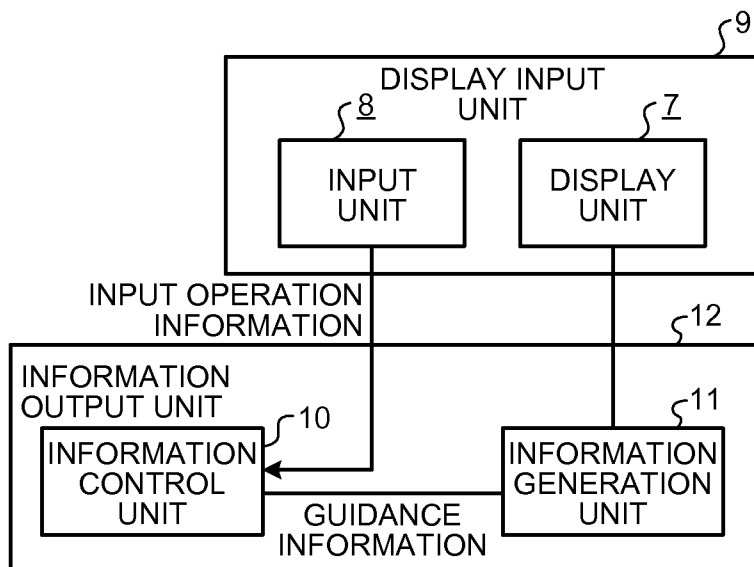 9
DISPLAY INPUT
UNIT
8
7
INPUT
UNIT
DISPLAY
UNIT
INPUT OPERATION
INFORMATION
12
INFORMATION
OUTPUT UNIT
10
11
INFORMATION
CONTROL
UNIT
INFORMATION
GENERATION
UNIT
GUIDANCE
INFORMATION